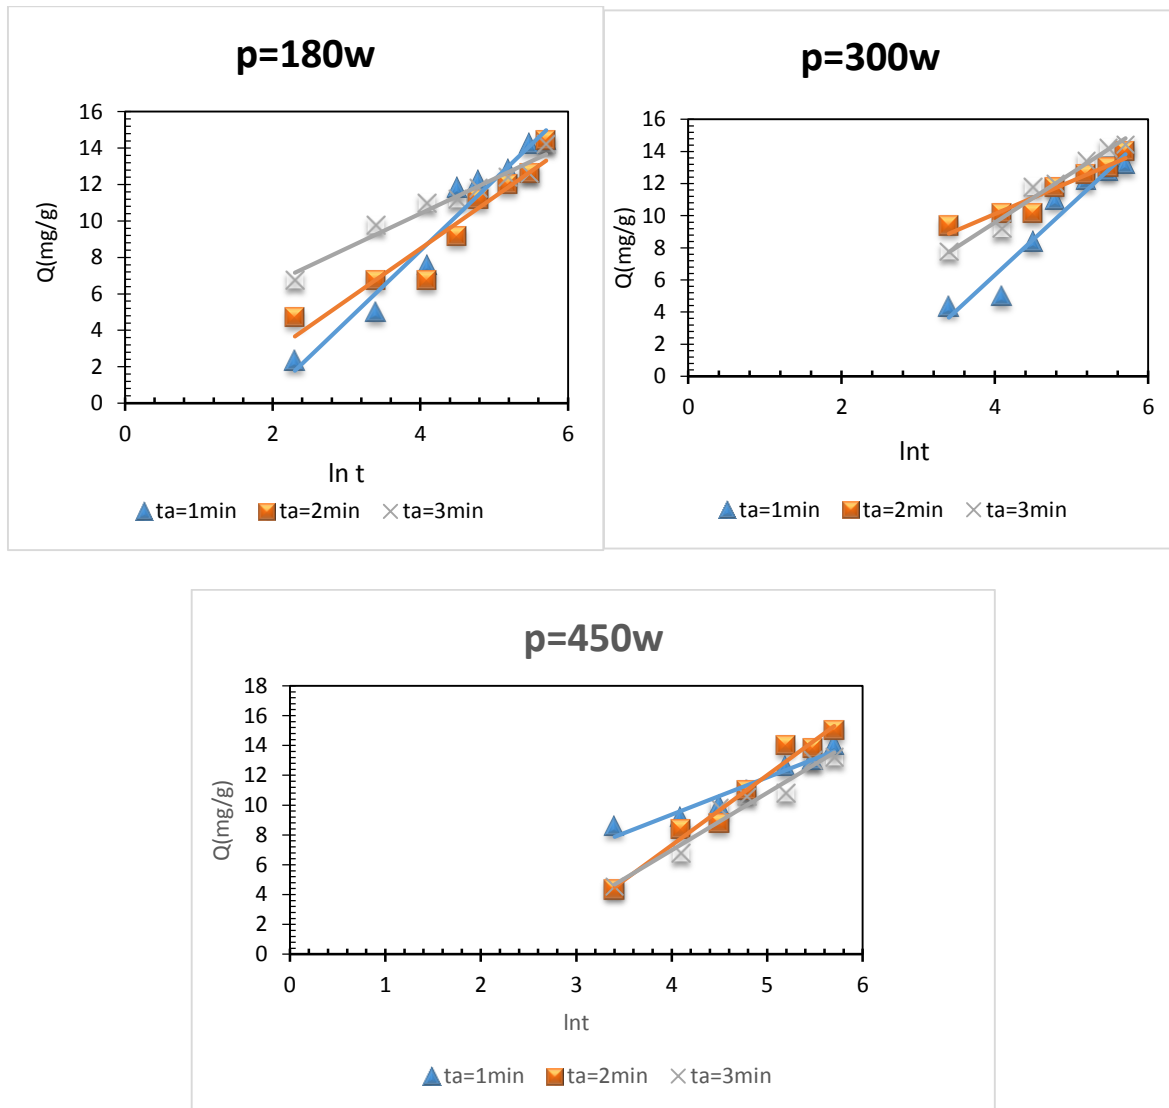 p=180w
16
14
12
10
8
6
4
2
0
Q(mg/g)
0 2 4 6
ln t
ta=1min ta=2min ta=3min
p=300w
16
14
12
10
8
6
4
2
0
Q(mg/g)
0 2 4 6
lnt
ta=1min ta=2min ta=3min
p=450w
18
16
14
12
10
8
6
4
2
0
Q(mg/g)
0 1 2 3 4 5 6
lnt
ta=1min ta=2min ta=3min